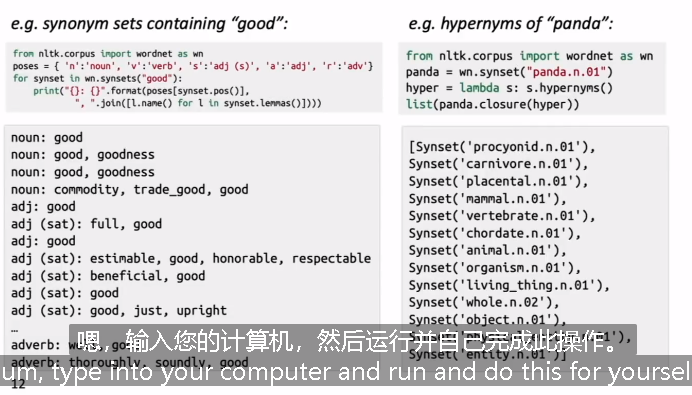 e.g. synonym sets containing “good”:
from nltk.corpus import wordnet as wn
poses = { 'n':'noun', 'v':'verb', 's':'adj (s)', 'a':'adj', 'r':'adv'}
for synset in wn.synsets("good"):
    print("{}: {}".format(poses[synset.pos()],
        ", ".join([l.name() for l in synset.lemmas()])))
noun: good
noun: good, goodness
noun: good, goodness
noun: commodity, trade_good, good
adj: good
adj (sat): full, good
adj: good
adj (sat): estimable, good, honorable, respectable
adj (sat): beneficial, good
adj (sat): good
adj (sat): good, just, upright
…
adverb: good
adverb: thoroughly, soundly, good
12
e.g. hypernyms of “panda”:
from nltk.corpus import wordnet as wn
panda = wn.synset("panda.n.01")
hyper = lambda s: s.hypernyms()
list(panda.closure(hyper))
[Synset('procyonid.n.01'),
Synset('carnivore.n.01'),
Synset('placental.n.01'),
Synset('mammal.n.01'),
Synset('vertebrate.n.01'),
Synset('chordate.n.01'),
Synset('animal.n.01'),
Synset('organism.n.01'),
Synset('living_thing.n.01'),
Synset('whole.n.02'),
Synset('object.n.01'),
Synset('entity.n.01')]
嗯，输入您的计算机，然后运行并自己完成此操作。
um, type into your computer and run and do this for yoursel